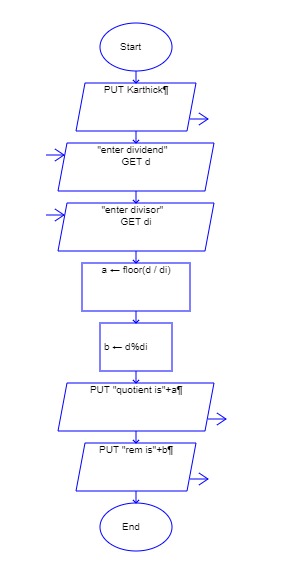 Start
PUT Karthick¶
"enter dividend"
GET d
"enter divisor"
GET di
a ← floor(d / di)
b ← d%di
PUT "quotient is"+a¶
PUT "rem is"+b¶
End